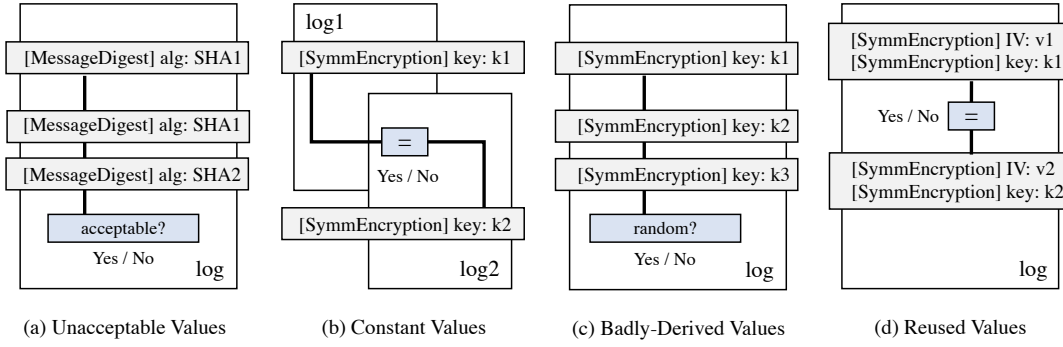 [MessageDigest] alg: SHA1
[MessageDigest] alg: SHA1
[MessageDigest] alg: SHA2
acceptable?
Yes / No
log
(a) Unacceptable Values
log1
[SymmEncryption] key: k1
=
Yes / No
[SymmEncryption] key: k2
log2
(b) Constant Values
[SymmEncryption] key: k1
[SymmEncryption] key: k2
[SymmEncryption] key: k3
random?
Yes / No
log
(c) Badly-Derived Values
[SymmEncryption] IV: v1
[SymmEncryption] key: k1
Yes / No =
[SymmEncryption] IV: v2
[SymmEncryption] key: k2
log
(d) Reused Values